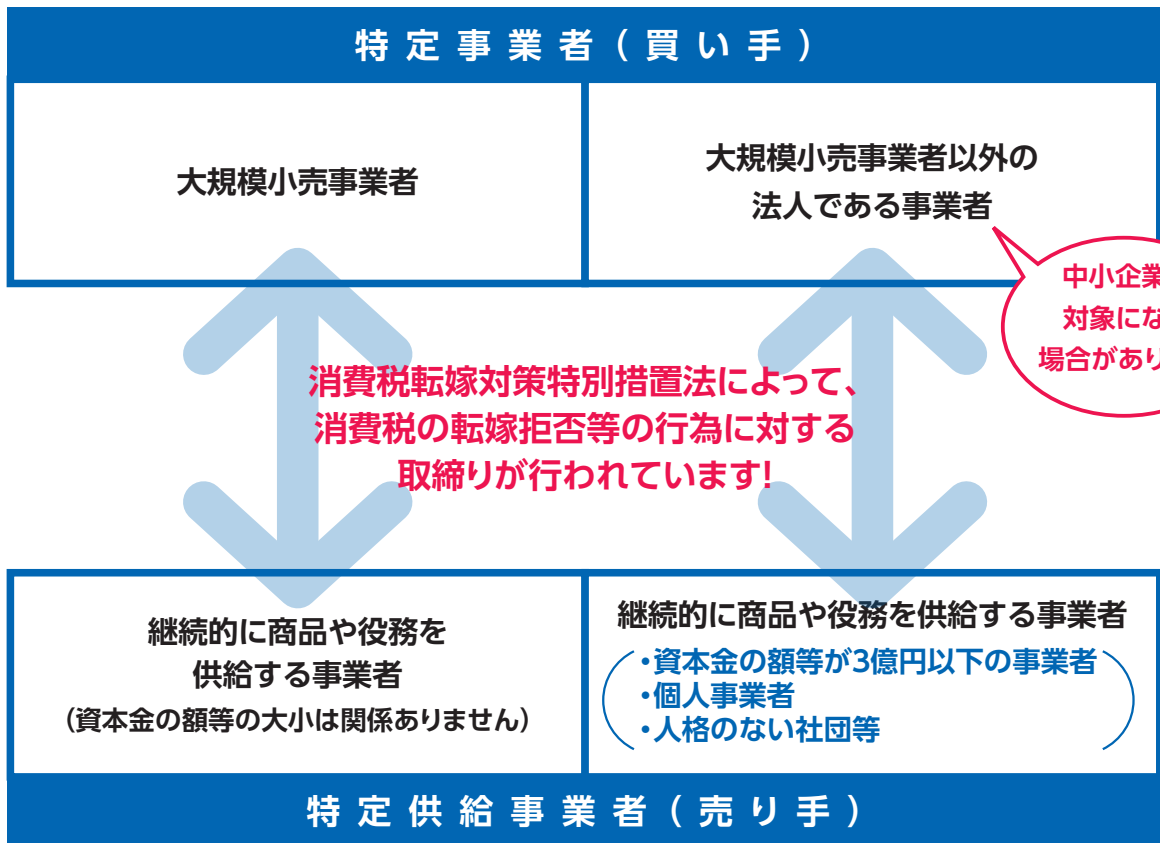 特定事業者（買い手）
大規模小売事業者
大規模小売事業者以外の
法人である事業者
中小企業
対象にな
場合があり
消費税転嫁対策特別措置法によって、
消費税の転嫁拒否等の行為に対する
取締りが行われています!
継続的に商品や役務を
供給する事業者
（資本金の額等の大小は関係ありません）
継続的に商品や役務を供給する事業者
・資本金の額等が3億円以下の事業者
・個人事業者
・人格のない社団等
特定供給事業者（売り手）